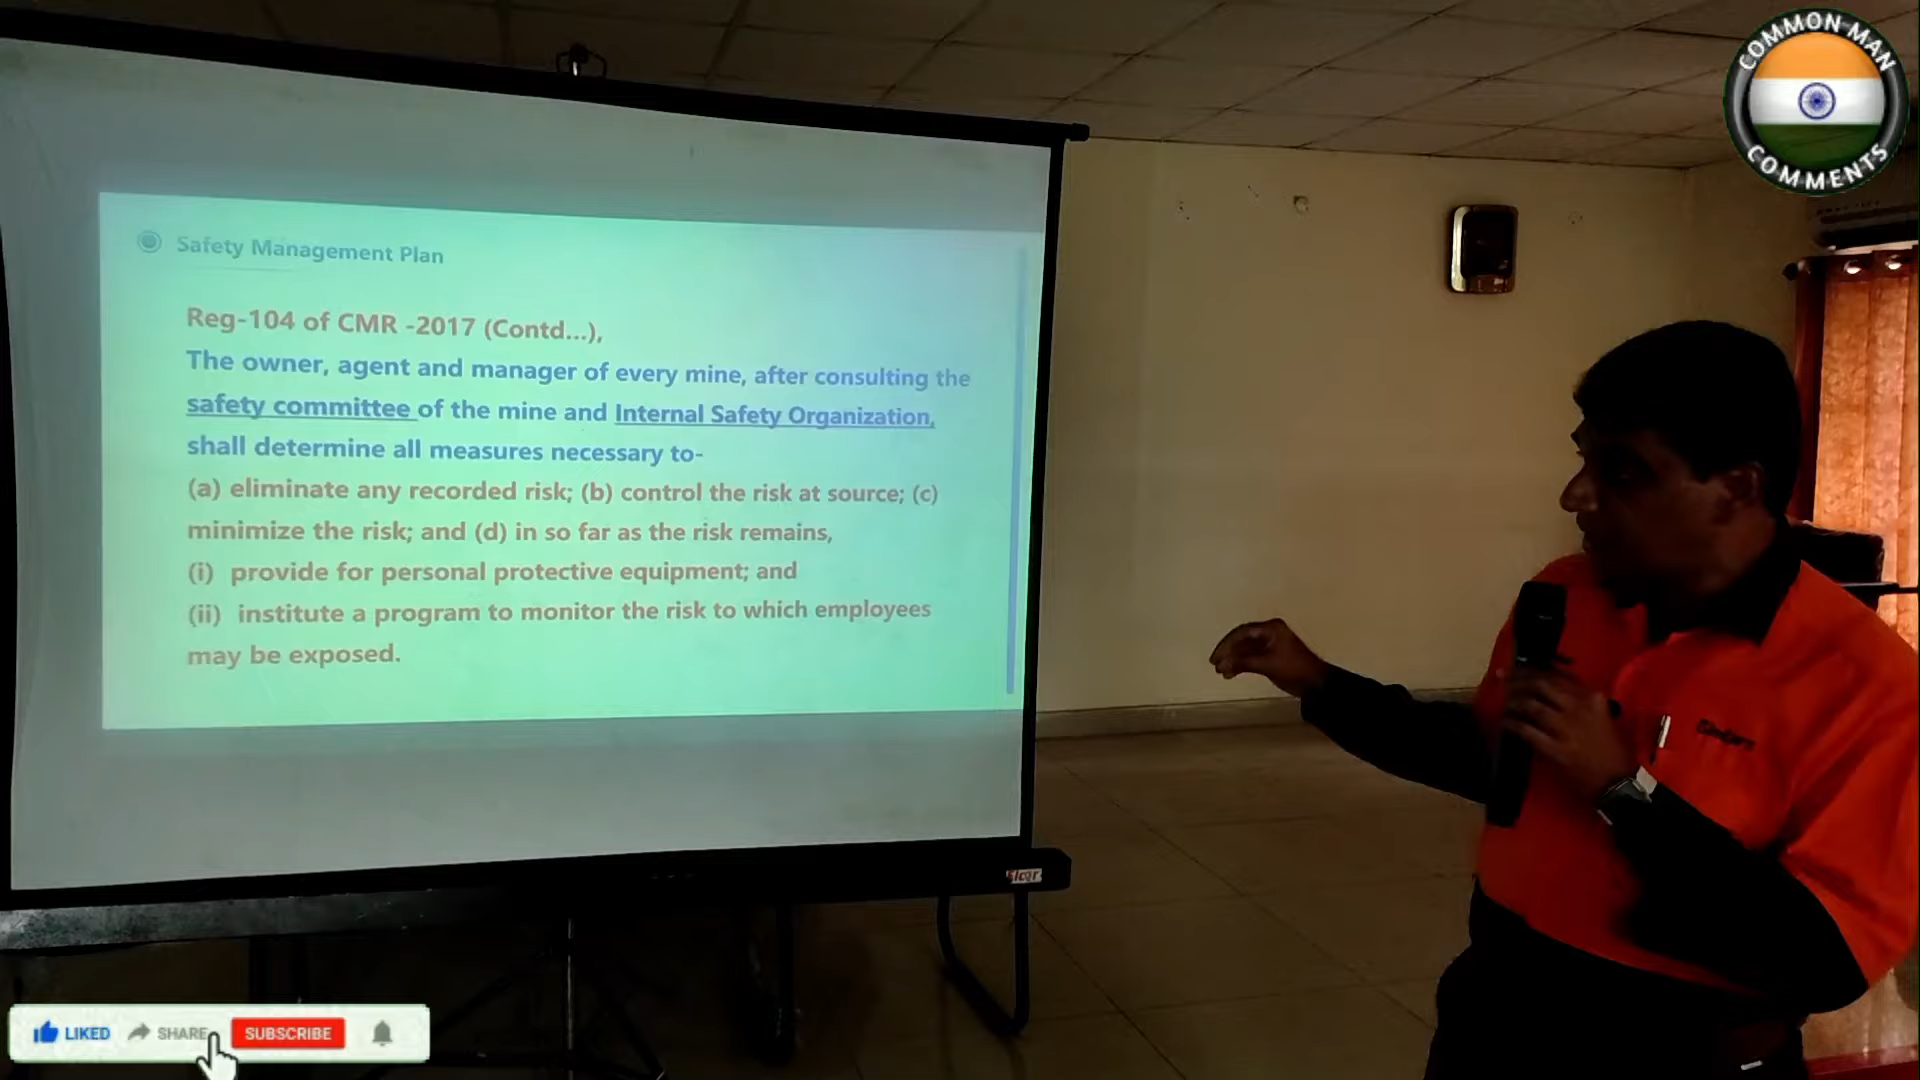 COMMON MAN
COMMENTS
Safety Management Plan
Reg-104 of CMR -2017 (Contd...),
The owner, agent and manager of every mine, after consulting the
safety committee of the mine and Internal Safety Organization,
shall determine all measures necessary to-
(a) eliminate any recorded risk; (b) control the risk at source; (c)
minimize the risk; and (d) in so far as the risk remains,
(i) provide for personal protective equipment; and
(ii) institute a program to monitor the risk to which employees
may be exposed.
LIKED SHARE SUBSCRIBE